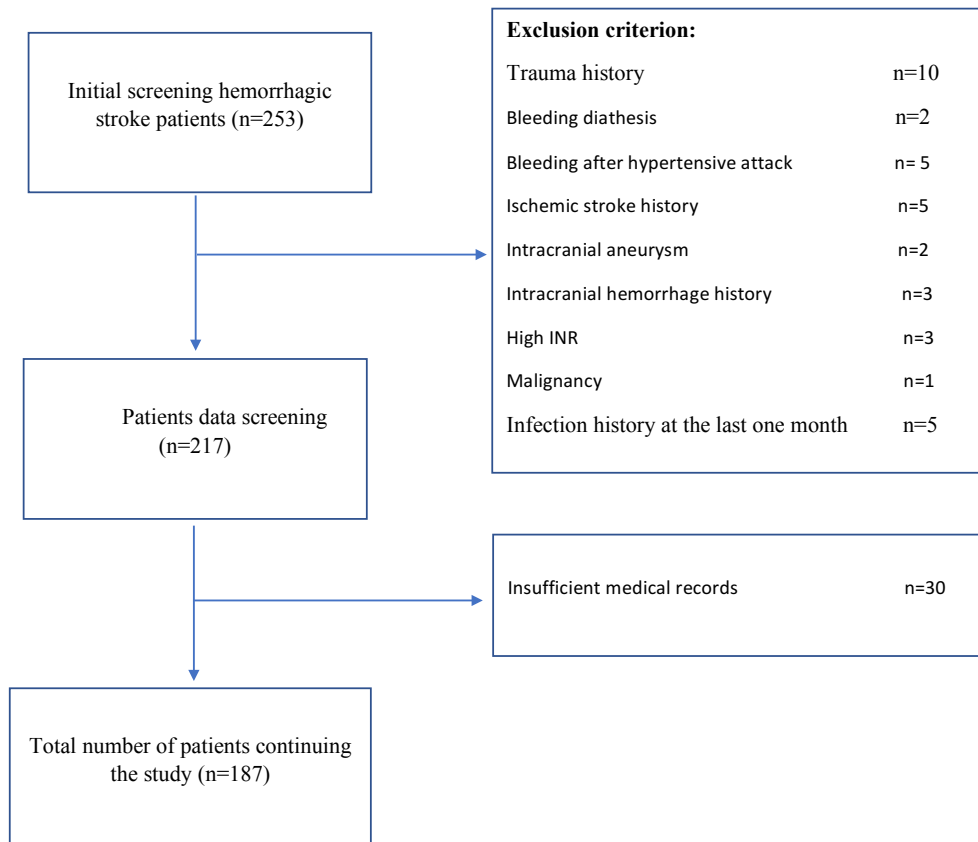 Initial screening hemorrhagic
stroke patients (n=253)
Exclusion criterion:
Trauma history n=10
Bleeding diathesis n=2
Bleeding after hypertensive attack n= 5
Ischemic stroke history n=5
Intracranial aneurysm n=2
Intracranial hemorrhage history n=3
High INR n=3
Malignancy n=1
Infection history at the last one month n=5
Patients data screening
(n=217)
Insufficient medical records n=30
Total number of patients continuing
the study (n=187)